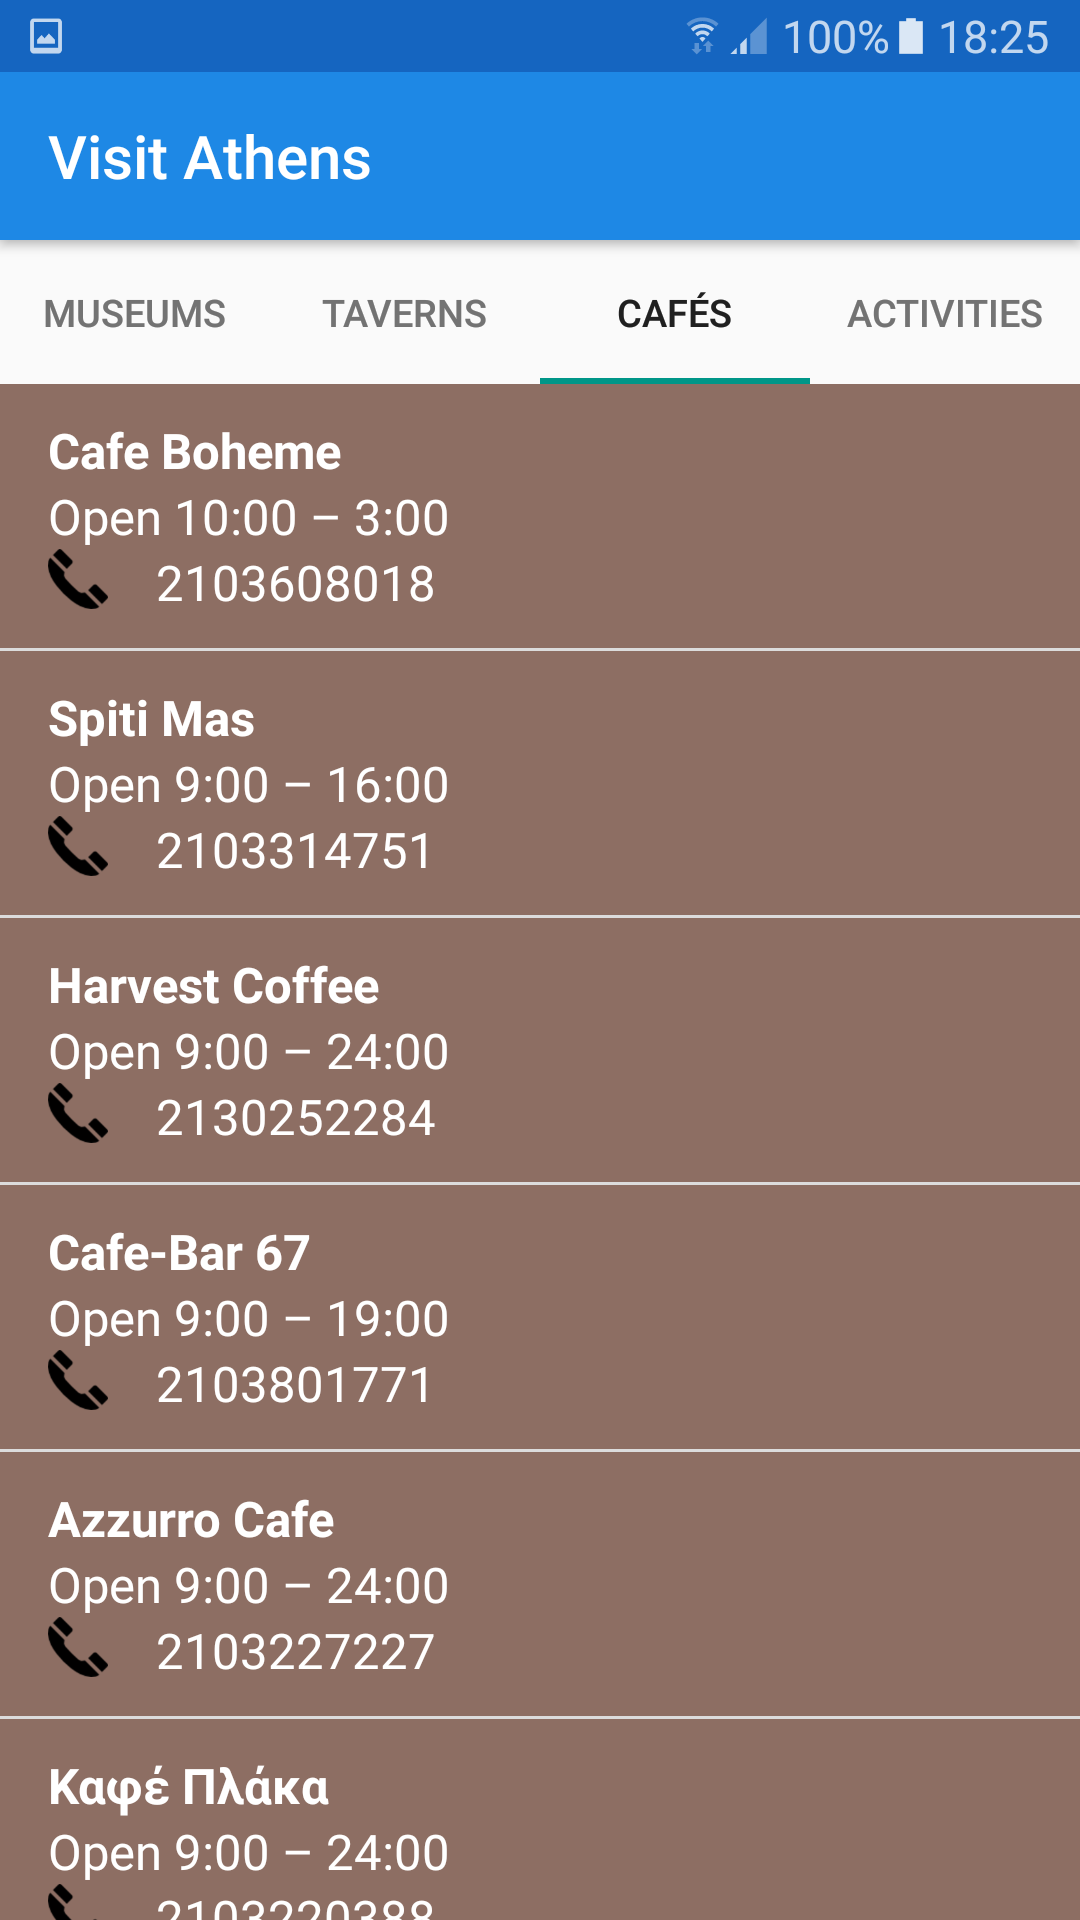 100% 18:25
Visit Athens
MUSEUMS TAVERNS CAFÉS ACTIVITIES
Cafe Boheme
Open 10:00 – 3:00
2103608018
Spiti Mas
Open 9:00 – 16:00
2103314751
Harvest Coffee
Open 9:00 – 24:00
2130252284
Cafe-Bar 67
Open 9:00 – 19:00
2103801771
Azzurro Cafe
Open 9:00 – 24:00
2103227227
Καφέ Πλάκα
Open 9:00 – 24:00
2103220388